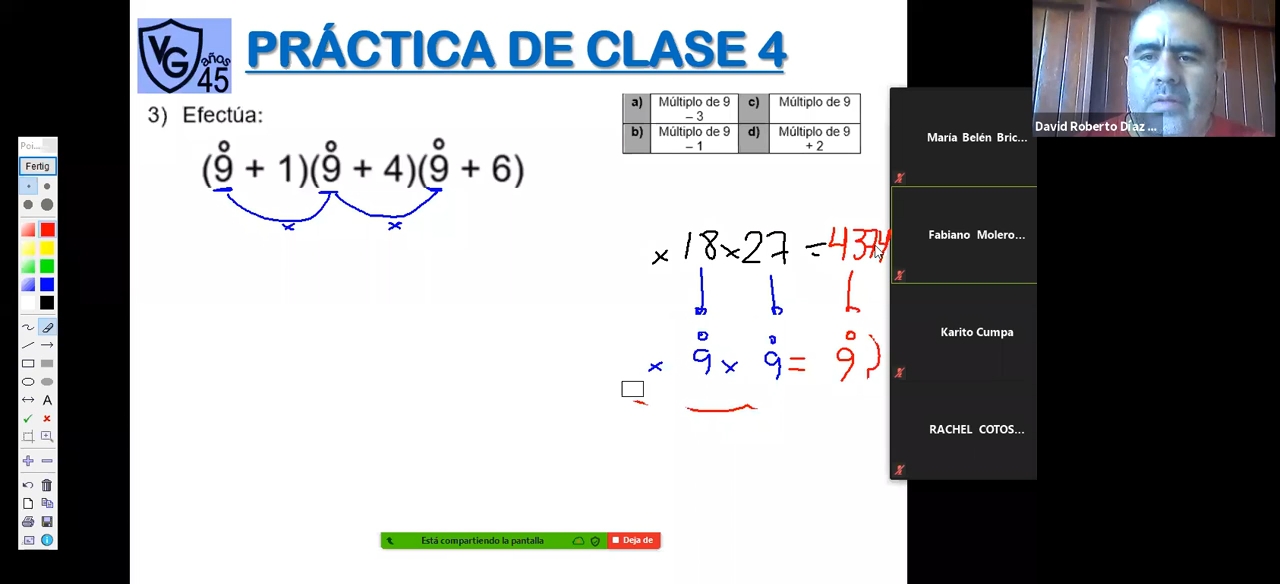 VG años 45
PRÁCTICA DE CLASE 4
3) Efectúa:
(9̊ + 1)(9̊ + 4)(9̊ + 6)
x x
a) Múltiplo de 9 – 3 c) Múltiplo de 9
b) Múltiplo de 9 – 1 d) Múltiplo de 9 + 2
x 18 x 27 = 4374
x 9̊ x 9̊ = 9̊
Poi...
Fertig
A
Está compartiendo la pantalla
Deja de
David Roberto Díaz ...
María Belén Bric...
Fabiano Molero...
Karito Cumpa
RACHEL COTOS...